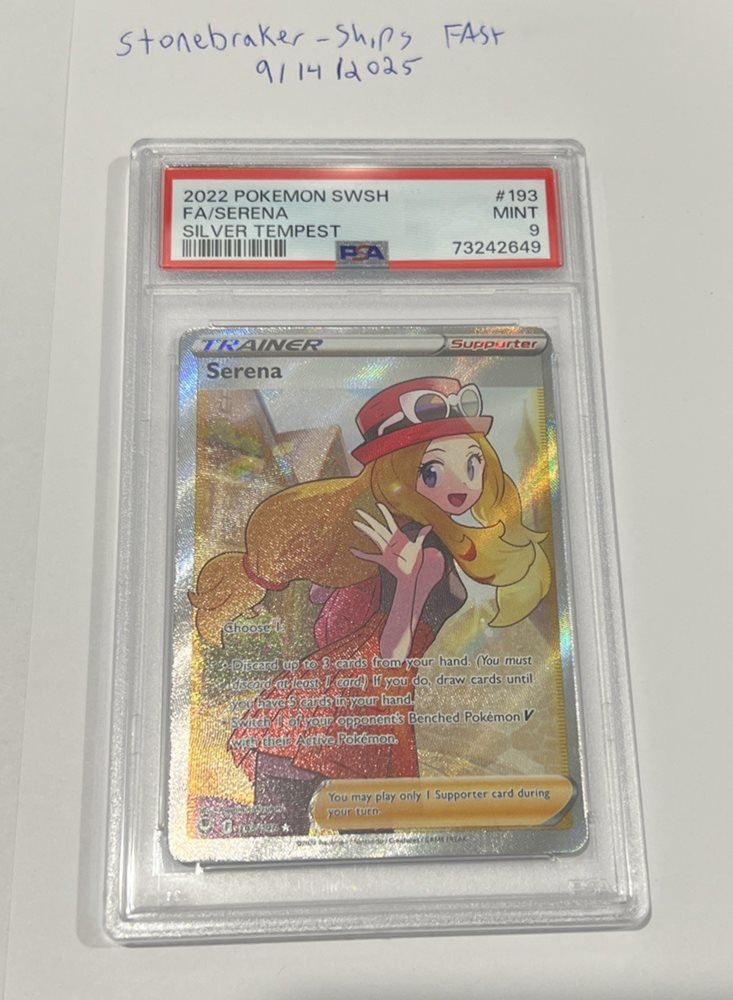 stonebraker - Ships FAST
9/14/2025
2022 POKEMON SWSH #193
FA/SERENA MINT
SILVER TEMPEST 9
PSA 73242649
TRAINER Supporter
Serena
Choose 1:
• Discard up to 3 cards from your hand. (You must
discard at least 1 card.) If you do, draw cards until
you have 5 cards in your hand.
• Switch 1 of your opponent's Benched Pokémon V
with their Active Pokémon.
You may play only 1 Supporter card during
your turn.